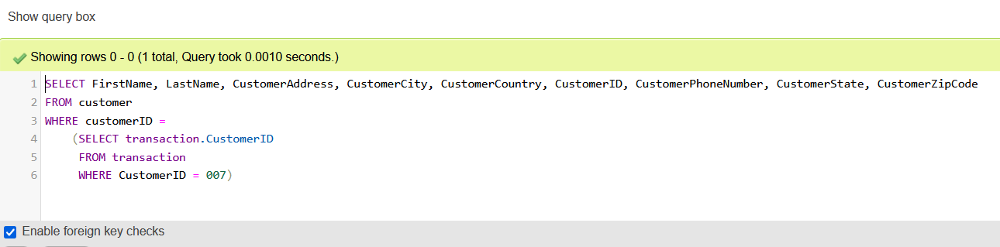 Show query box
Showing rows 0 - 0 (1 total, Query took 0.0010 seconds.)
1 SELECT FirstName, LastName, CustomerAddress, CustomerCity, CustomerCountry, CustomerID, CustomerPhoneNumber, CustomerState, CustomerZipCode
2 FROM customer
3 WHERE customerID =
4 (SELECT transaction.CustomerID
5 FROM transaction
6 WHERE CustomerID = 007)
Enable foreign key checks